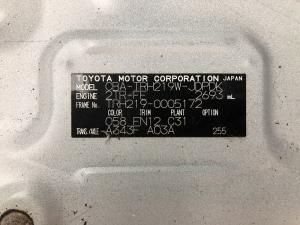 TOYOTA MOTOR CORPORATION JAPAN
MODEL CBA-TRH219W-JDPDK
ENGINE 2TR-FE 2693 mL
FRAME No. TRH219-0005172
COLOR TRIM PLANT OPTION
058 FN12 C31
TRANS./AXLE A343F A03A 255